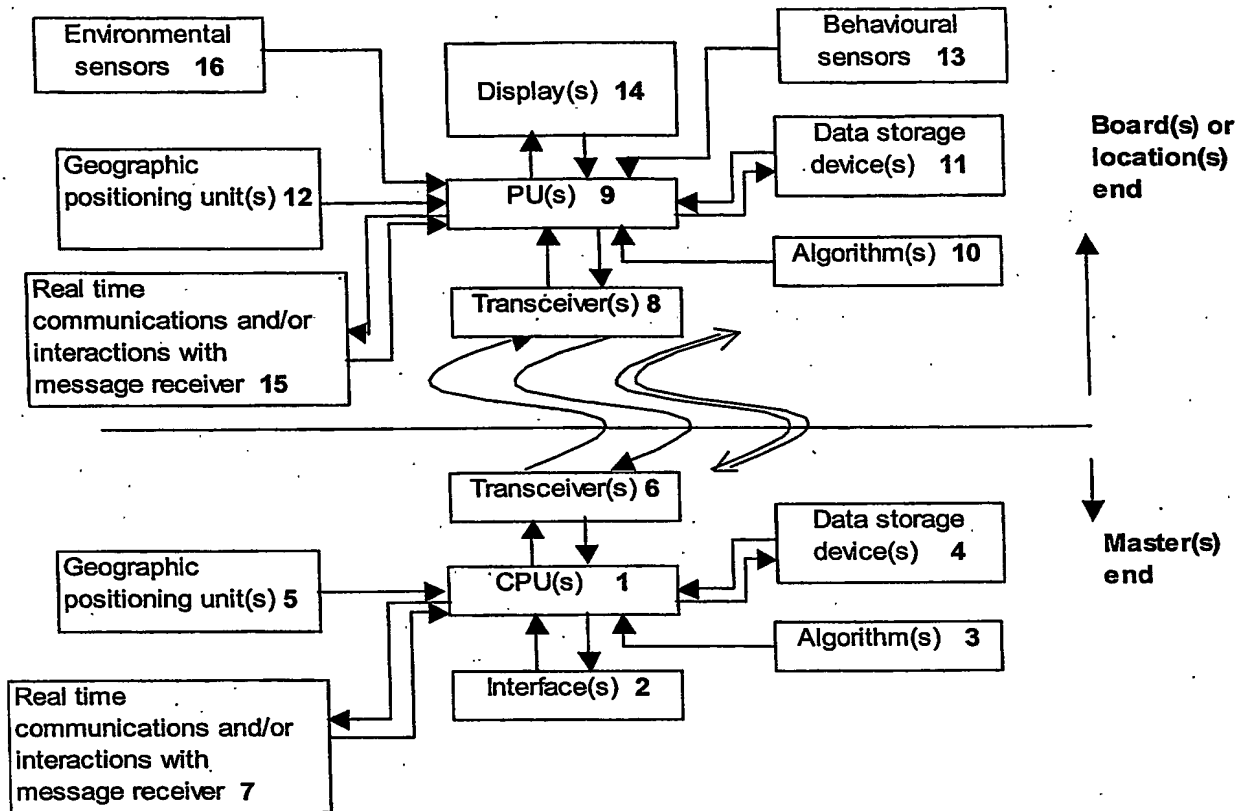 Environmental
sensors 16
Display(s) 14
Behavioural
sensors 13
Geographic
positioning unit(s) 12
PU(s) 9
Data storage
device(s) 11
Board(s) or
location(s)
end
Real time
communications and/or
interactions with
message receiver 15
Transceiver(s) 8
Algorithm(s) 10
Transceiver(s) 6
Data storage
device(s) 4
Master(s)
end
Geographic
positioning unit(s) 5
CPU(s) 1
Algorithm(s) 3
Real time
communications and/or
interactions with
message receiver 7
Interface(s) 2